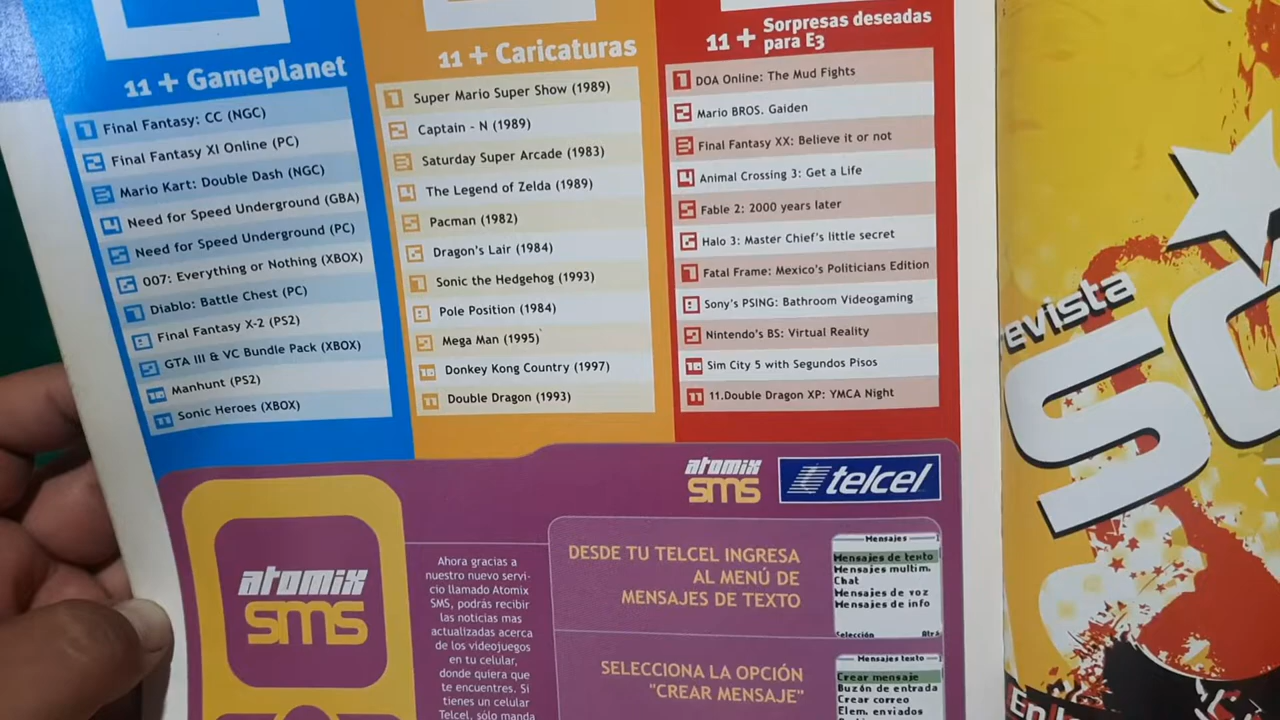 11 + Gameplanet
1 Final Fantasy: CC (NGC)
2 Final Fantasy XI Online (PC)
3 Mario Kart: Double Dash (NGC)
4 Need for Speed Underground (GBA)
5 Need for Speed Underground (PC)
6 007: Everything or Nothing (XBOX)
7 Diablo: Battle Chest (PC)
8 Final Fantasy X-2 (PS2)
9 GTA III & VC Bundle Pack (XBOX)
10 Manhunt (PS2)
11 Sonic Heroes (XBOX)
11 + Caricaturas
1 Super Mario Super Show (1989)
2 Captain - N (1989)
3 Saturday Super Arcade (1983)
4 The Legend of Zelda (1989)
5 Pacman (1982)
6 Dragon's Lair (1984)
7 Sonic the Hedgehog (1993)
8 Pole Position (1984)
9 Mega Man (1995)
10 Donkey Kong Country (1997)
11 Double Dragon (1993)
11 + Sorpresas deseadas
para E3
1 DOA Online: The Mud Fights
2 Mario BROS. Gaiden
3 Final Fantasy XX: Believe it or not
4 Animal Crossing 3: Get a Life
5 Fable 2: 2000 years later
6 Halo 3: Master Chief's little secret
7 Fatal Frame: Mexico's Politicians Edition
8 Sony's PSING: Bathroom Videogaming
9 Nintendo's BS: Virtual Reality
10 Sim City 5 with Segundos Pisos
11 11.Double Dragon XP: YMCA Night
atomix
sms
telcel
atomix
sms
Ahora gracias a
nuestro nuevo servi-
cio llamado Atomix
SMS, podrás recibir
las noticias mas
actualizadas acerca
de los videojuegos
en tu celular,
donde quiera que
te encuentres. Si
tienes un celular
Telcel, sólo manda
DESDE TU TELCEL INGRESA
AL MENÚ DE
MENSAJES DE TEXTO
Mensajes
Mensajes de texto
Mensajes multim.
Chat
Mensajes de voz
Mensajes de info
Selección Atrá
SELECCIONA LA OPCIÓN
"CREAR MENSAJE"
Mensajes texto
Crear mensaje
Buzón de entrada
Crear correo
Elem. enviados
evista
SO